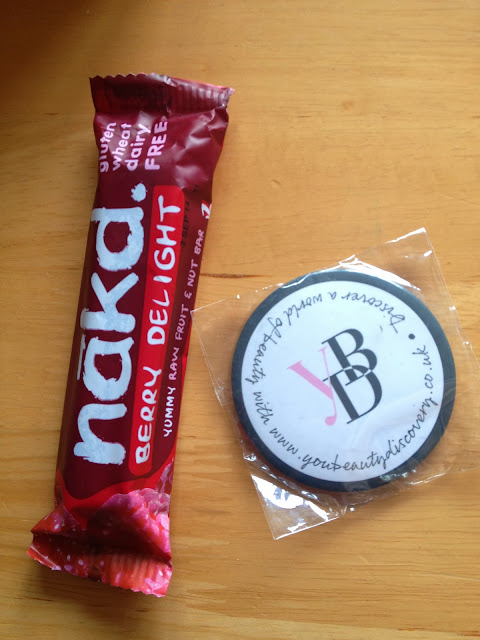 gluten
wheat
dairy
FREE
nākd.
BERRY DELIGHT
YUMMY RAW FRUIT & NUT BAR
YBD
Discover a world of beauty with www.youbeautydiscovery.co.uk •